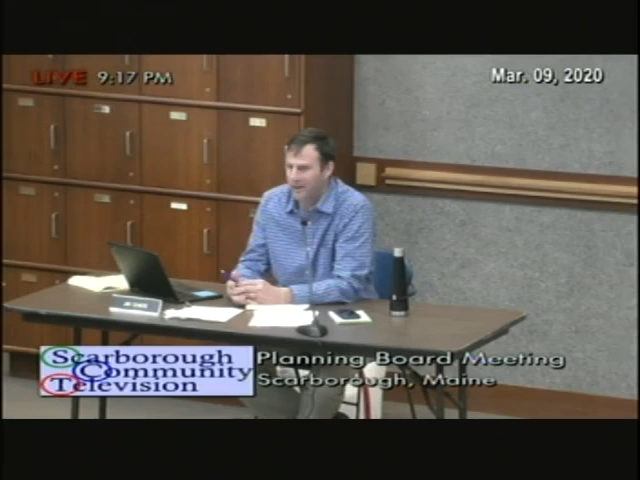 LIVE 9:17 PM
Mar. 09, 2020
Scarborough
Community
Television
Planning Board Meeting
Scarborough, Maine